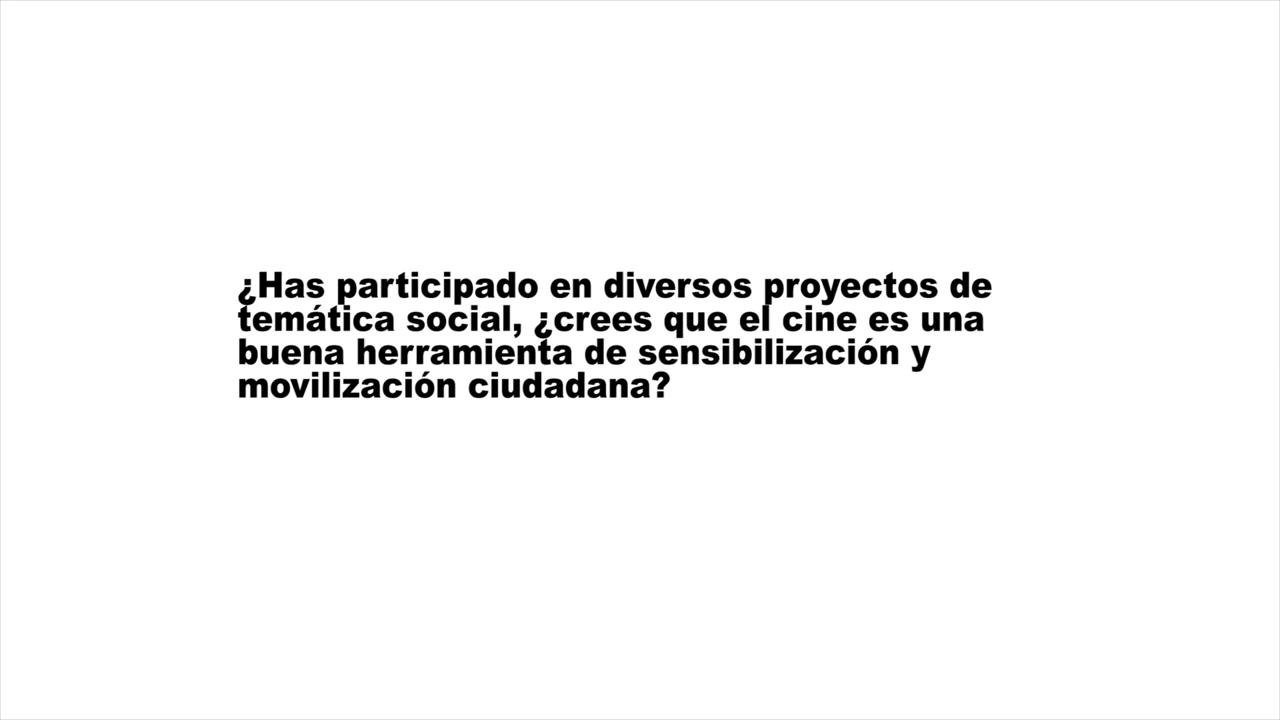 ¿Has participado en diversos proyectos de
temática social, ¿crees que el cine es una
buena herramienta de sensibilización y
movilización ciudadana?